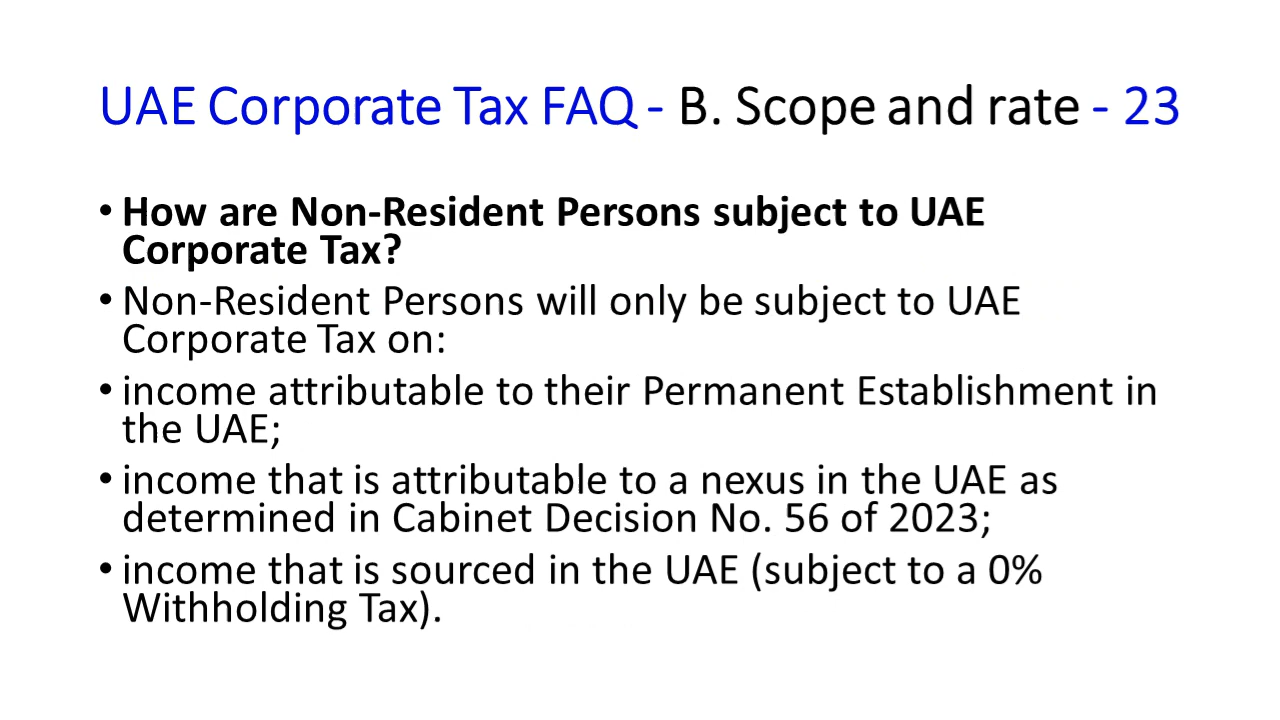 UAE Corporate Tax FAQ - B. Scope and rate - 23
• How are Non-Resident Persons subject to UAE
Corporate Tax?
• Non-Resident Persons will only be subject to UAE
Corporate Tax on:
• income attributable to their Permanent Establishment in
the UAE;
• income that is attributable to a nexus in the UAE as
determined in Cabinet Decision No. 56 of 2023;
• income that is sourced in the UAE (subject to a 0%
Withholding Tax).